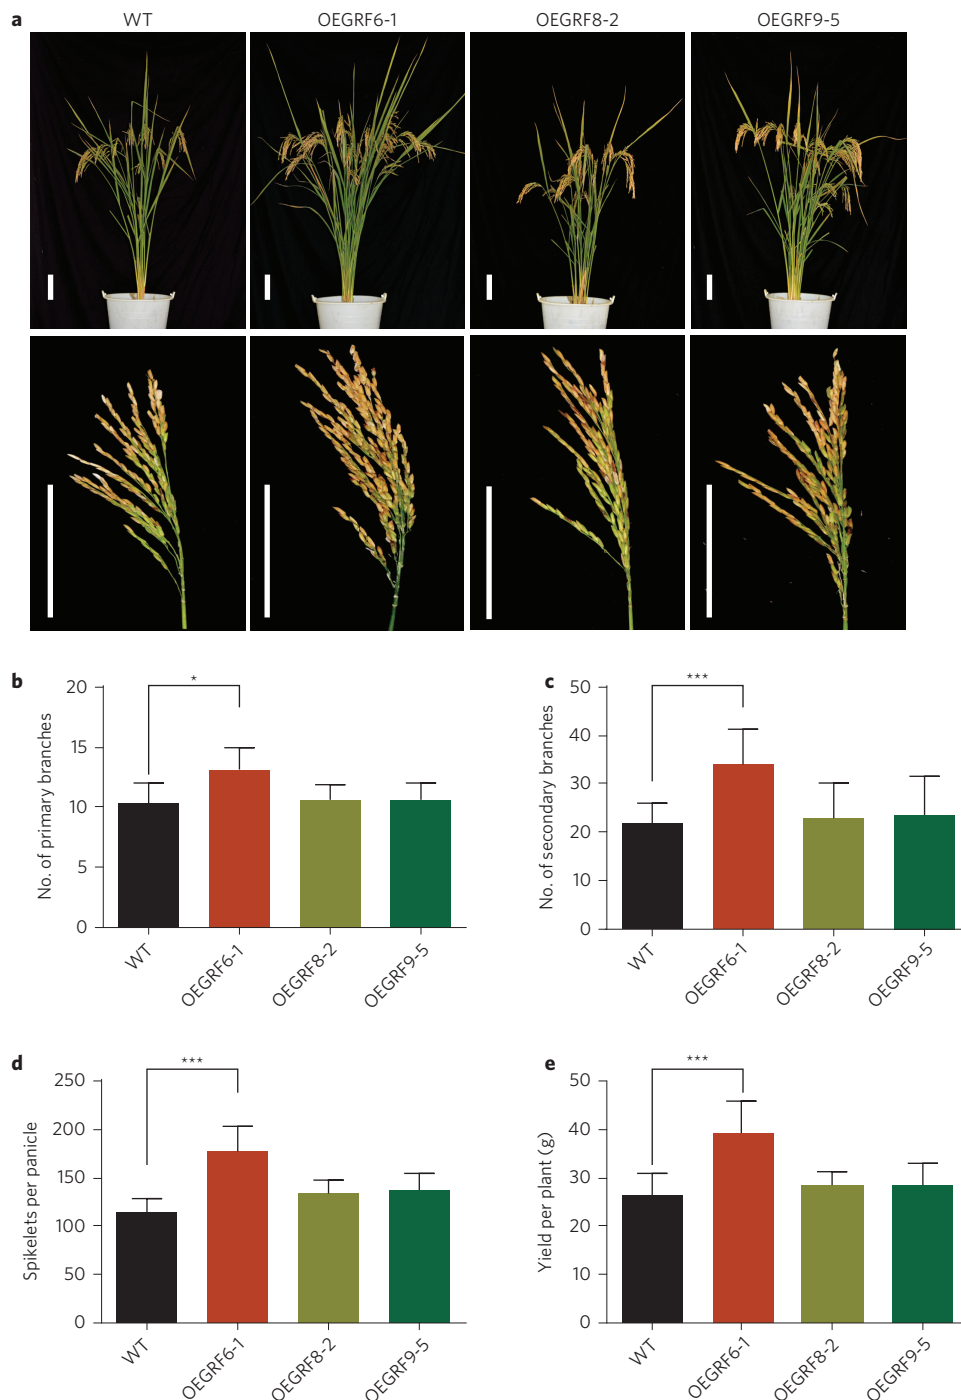 a
WT
OEGRF6-1
OEGRF8-2
OEGRF9-5
b
No. of primary branches
20
15
10
5
0
*
WT
OEGRF6-1
OEGRF8-2
OEGRF9-5
c
No. of secondary branches
50
40
30
20
10
0
***
WT
OEGRF6-1
OEGRF8-2
OEGRF9-5
d
Spikelets per panicle
250
200
150
100
50
0
***
WT
OEGRF6-1
OEGRF8-2
OEGRF9-5
e
Yield per plant (g)
50
40
30
20
10
0
***
WT
OEGRF6-1
OEGRF8-2
OEGRF9-5